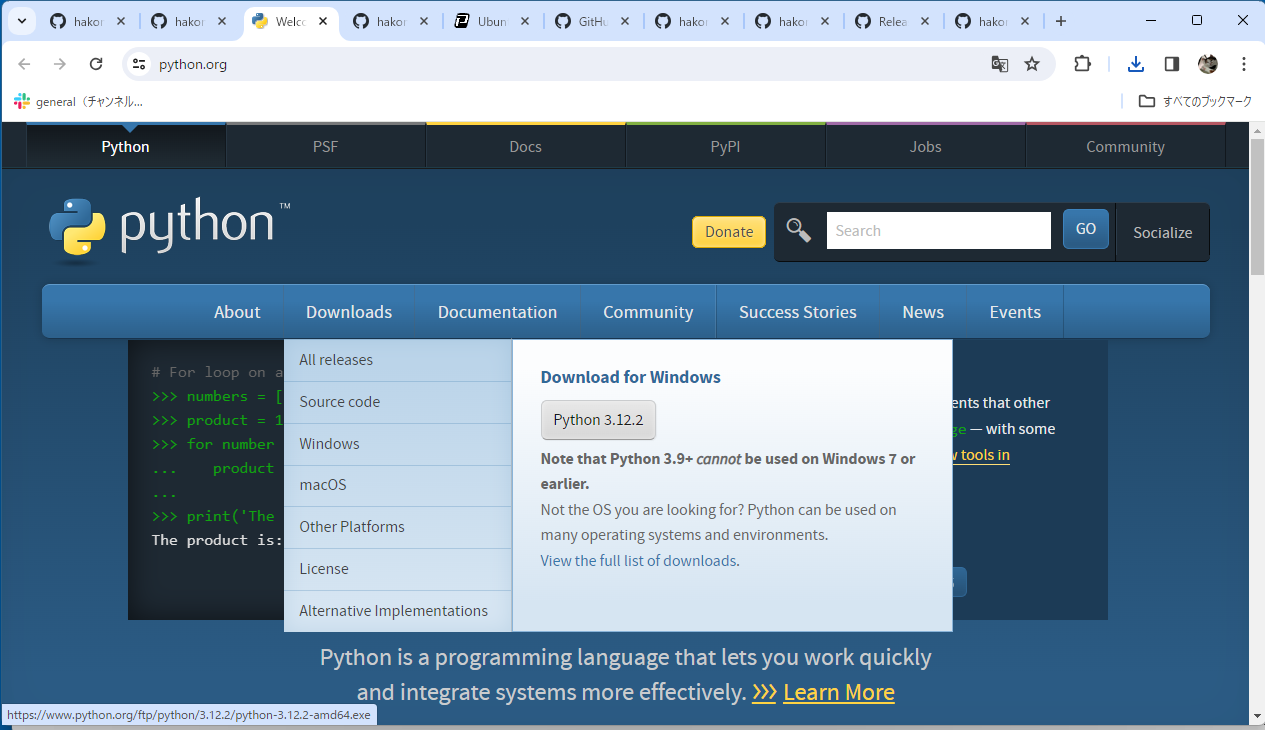 hakor
hakor
Welco
hakor
Ubun
GitHu
hakor
hakor
Relea
hakor
python.org
general（チャンネル...
すべてのブックマーク
Python
PSF
Docs
PyPI
Jobs
Community
python™
Donate
Search
GO
Socialize
About
Downloads
Documentation
Community
Success Stories
News
Events
# For loop on a
>>> numbers = [
>>> product = 1
>>> for number
... product
...
>>> print('The
The product is:
All releases
Source code
Windows
macOS
Other Platforms
License
Alternative Implementations
Download for Windows
Python 3.12.2
Note that Python 3.9+ cannot be used on Windows 7 or
earlier.
Not the OS you are looking for? Python can be used on
many operating systems and environments.
View the full list of downloads.
ents that other
ge — with some
w tools in
Python is a programming language that lets you work quickly
and integrate systems more effectively. >>> Learn More
https://www.python.org/ftp/python/3.12.2/python-3.12.2-amd64.exe